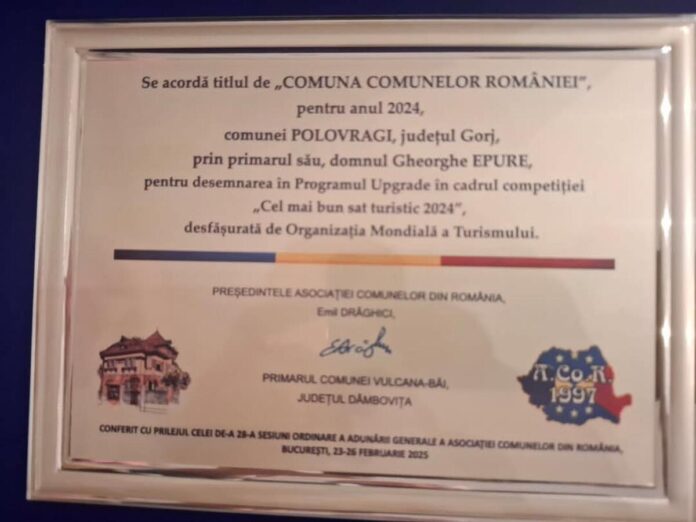 Se acordă titlul de „COMUNA COMUNELOR ROMÂNIEI”,
pentru anul 2024,
comunei POLOVRAGI, județul Gorj,
prin primarul său, domnul Gheorghe EPURE,
pentru desemnarea în Programul Upgrade în cadrul competiției
„Cel mai bun sat turistic 2024”,
desfășurată de Organizația Mondială a Turismului.
PREȘEDINTELE ASOCIAȚIEI COMUNELOR DIN ROMÂNIA,
Emil DRĂGHICI,
PRIMARUL COMUNEI VULCANA-BĂI,
JUDEȚUL DÂMBOVIȚA
A.Co.R.
1997
CONFERIT CU PRILEJUL CELEI DE-A 28-A SESIUNI ORDINARE A ADUNĂRII GENERALE A ASOCIAȚIEI COMUNELOR DIN ROMÂNIA,
BUCUREȘTI, 23-26 FEBRUARIE 2025